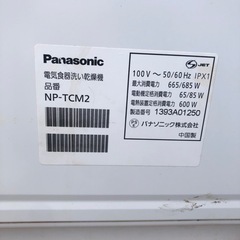 Panasonic
電気食器洗い乾燥機
品番
NP-TCM2
JET
100V〜50/60Hz IPX1
最大消費電力 665/685W
電動機定格消費電力 65/85W
電熱装置定格消費電力 600W
製造番号 1393A01250
パナソニック株式会社
中国製